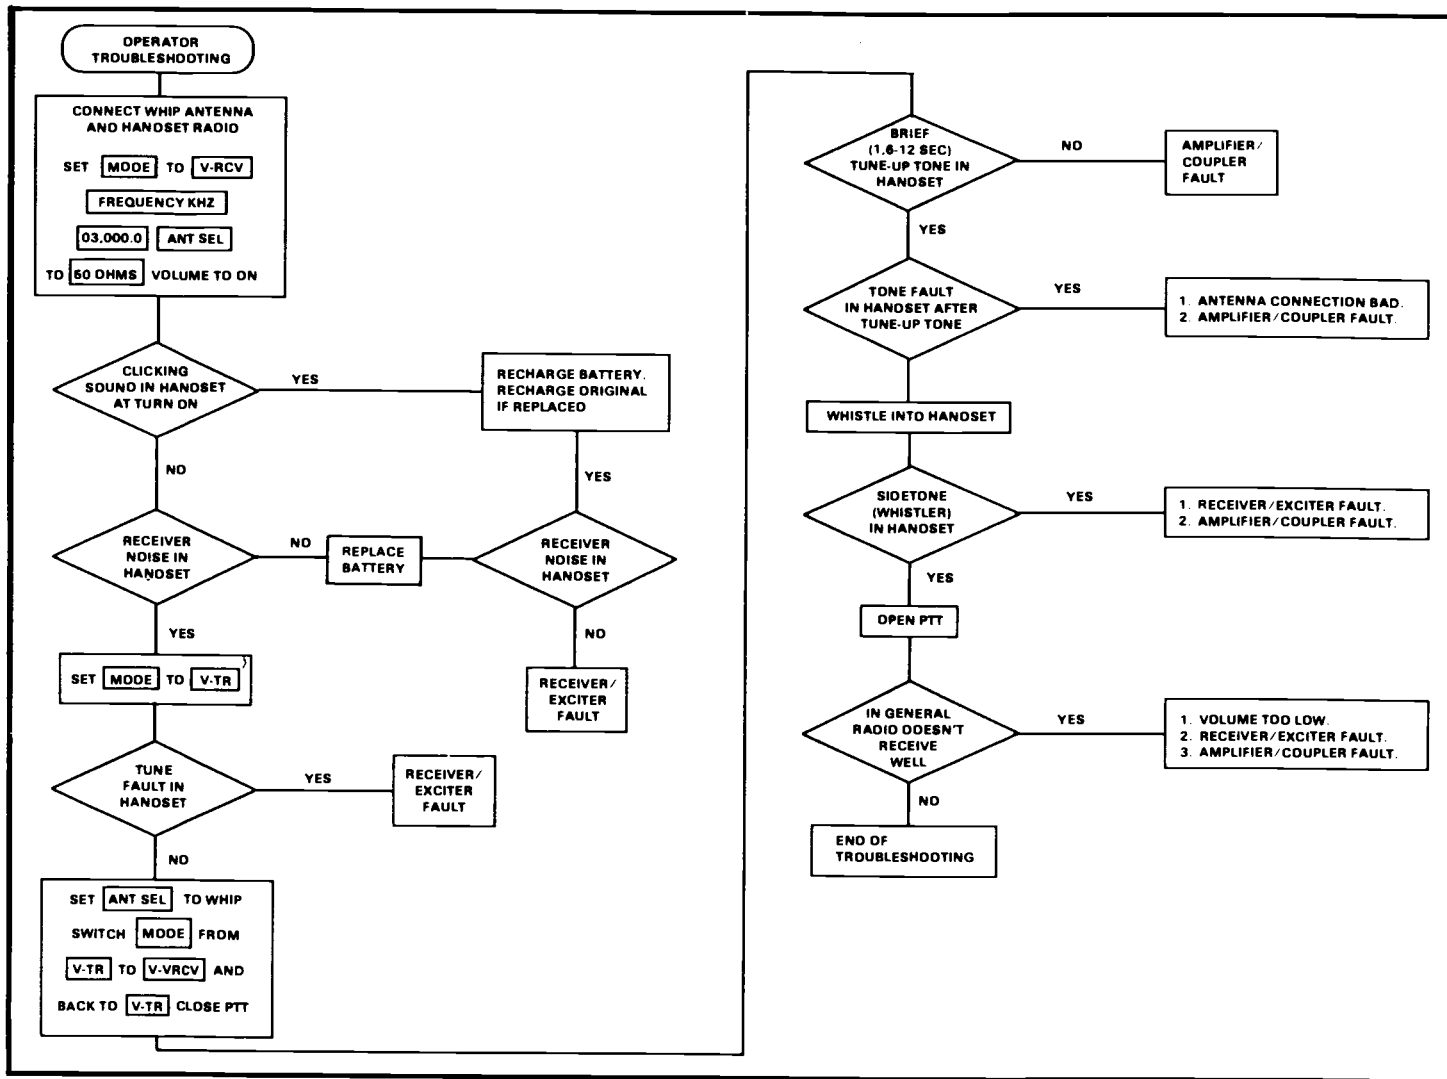 OPERATOR
TROUBLESHOOTING
CONNECT WHIP ANTENNA
AND HANDSET RADIO
SET MODE TO V-RCV
FREQUENCY KHZ
03,000.0 ANT SEL
TO 50 OHMS VOLUME TO ON
CLICKING
SOUND IN HANDSET
AT TURN ON
YES
RECHARGE BATTERY.
RECHARGE ORIGINAL
IF REPLACED
NO
YES
RECEIVER
NOISE IN
HANDSET
NO
REPLACE
BATTERY
RECEIVER
NOISE IN
HANDSET
YES
NO
SET MODE TO V-TR
RECEIVER/
EXCITER
FAULT
TUNE
FAULT IN
HANDSET
YES
RECEIVER/
EXCITER
FAULT
NO
SET ANT SEL TO WHIP
SWITCH MODE FROM
V-TR TO V-VRCV AND
BACK TO V-TR CLOSE PTT
BRIEF
(1,6-12 SEC)
TUNE-UP TONE IN
HANDSET
NO
AMPLIFIER/
COUPLER
FAULT
YES
TONE FAULT
IN HANDSET AFTER
TUNE-UP TONE
YES
1. ANTENNA CONNECTION BAD.
2. AMPLIFIER/COUPLER FAULT.
WHISTLE INTO HANDSET
SIDETONE
(WHISTLER)
IN HANDSET
YES
1. RECEIVER/EXCITER FAULT.
2. AMPLIFIER/COUPLER FAULT.
YES
OPEN PTT
IN GENERAL
RADIO DOESN'T
RECEIVE
WELL
YES
1. VOLUME TOO LOW.
2. RECEIVER/EXCITER FAULT.
3. AMPLIFIER/COUPLER FAULT.
NO
END OF
TROUBLESHOOTING